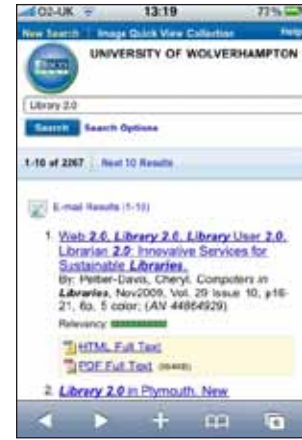 O2-UK 13:19 77%
New Search Image Quick View Collection Help
UNIVERSITY OF WOLVERHAMPTON
Library 2.0
Search Search Options
1-10 of 2267 Next 10 Results
E-mail Results (1-10)
1. Web 2.0, Library 2.0, Library User 2.0,
Librarian 2.0: Innovative Services for
Sustainable Libraries.
By: Peltier-Davis, Cheryl. Computers in
Libraries, Nov2009, Vol. 29 Issue 10, p16-
21, 6p, 5 color; (AN 44864929)
Relevancy:
HTML Full Text
PDF Full Text
2. Library 2.0 in Plymouth, New